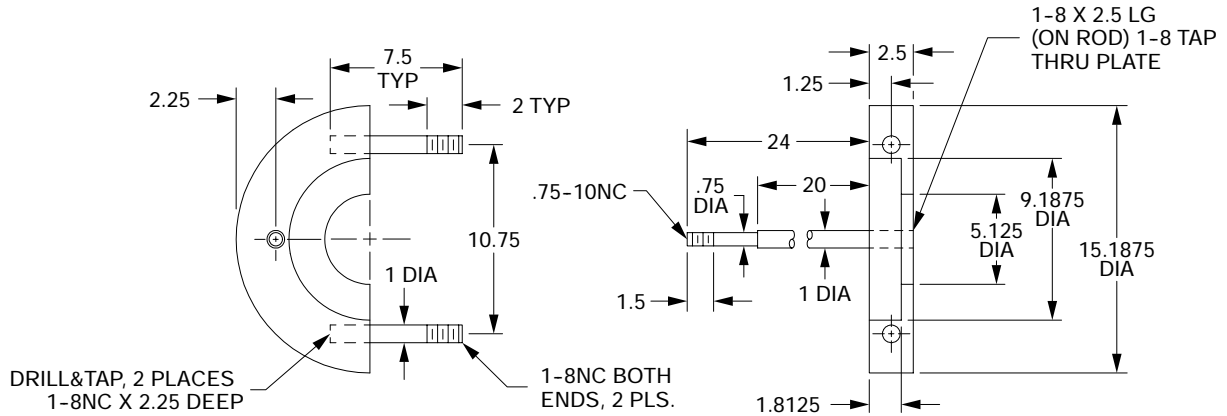 1-8 X 2.5 LG
(ON ROD) 1-8 TAP
THRU PLATE
7.5
TYP
2.5
2.25
2 TYP
1.25
24
.75-10NC
.75
DIA
20
9.1875
DIA
10.75
5.125
DIA
15.1875
DIA
1 DIA
1.5
1 DIA
DRILL&TAP, 2 PLACES
1-8NC X 2.25 DEEP
1-8NC BOTH
ENDS, 2 PLS.
1.8125